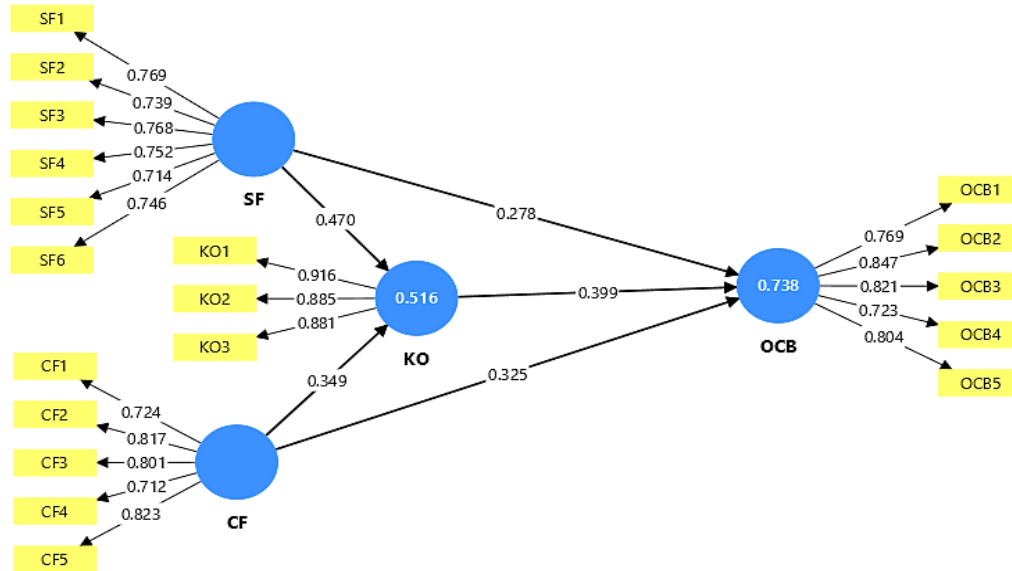 SF1
SF2
SF3
SF4
SF5
SF6
0.769
0.739
0.768
0.752
0.714
0.746
SF
0.470
0.278
KO1
KO2
KO3
0.916
0.885
0.881
0.516
KO
0.399
0.349
0.325
CF1
CF2
CF3
CF4
CF5
0.724
0.817
0.801
0.712
0.823
CF
0.738
OCB
0.769
0.847
0.821
0.723
0.804
OCB1
OCB2
OCB3
OCB4
OCB5